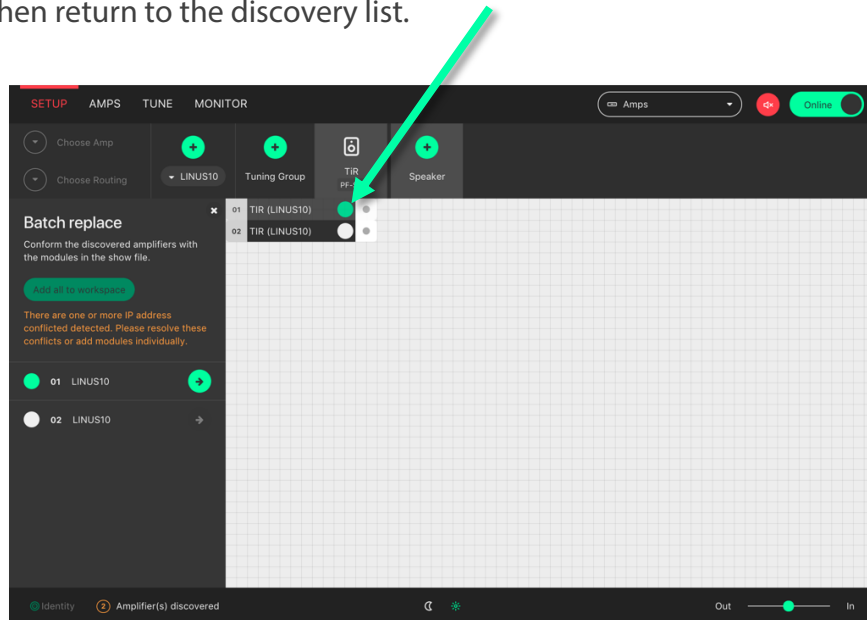 then return to the discovery list.
SETUP AMPS TUNE MONITOR
Amps
Online
Choose Amp
Choose Routing
LINUS10
Tuning Group
TiR
Speaker
Batch replace
Conform the discovered amplifiers with
the modules in the show file.
Add all to workspace
There are one or more IP address
conflicted detected. Please resolve these
conflicts or add modules individually.
01 LINUS10
02 LINUS10
01 TIR (LINUS10)
02 TIR (LINUS10)
Identity
2 Amplifier(s) discovered
Out
In